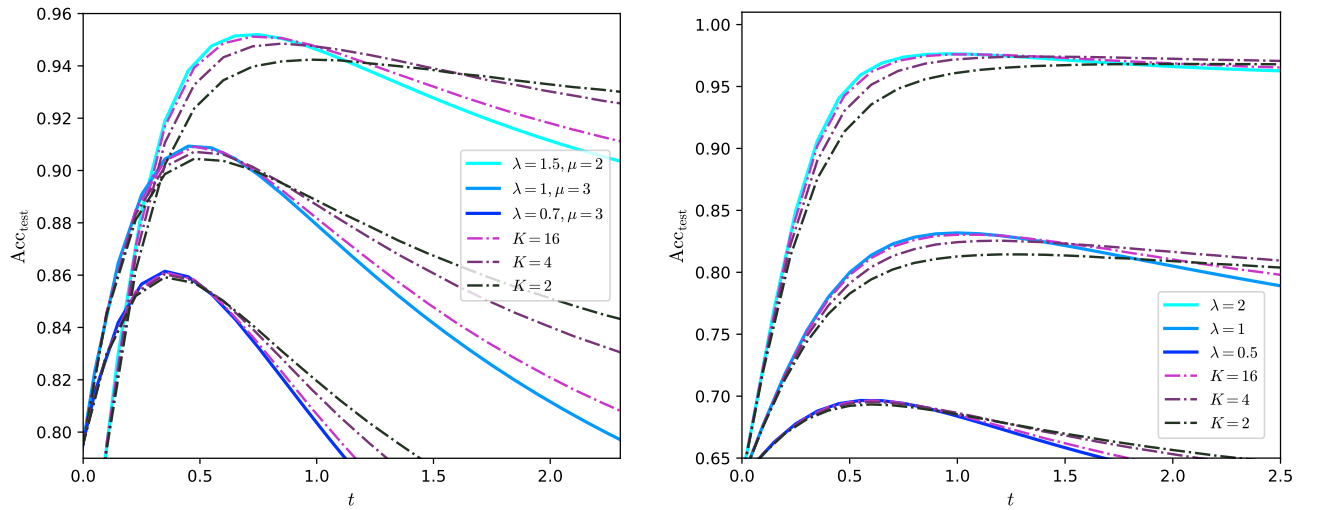 0.96
0.94
0.92
0.90
0.88
0.86
0.84
0.82
0.80
Acc_test
0.0
0.5
1.0
1.5
2.0
t
λ = 1.5, μ = 2
λ = 1, μ = 3
λ = 0.7, μ = 3
K = 16
K = 4
K = 2
1.00
0.95
0.90
0.85
0.80
0.75
0.70
0.65
Acc_test
0.0
0.5
1.0
1.5
2.0
2.5
t
λ = 2
λ = 1
λ = 0.5
K = 16
K = 4
K = 2